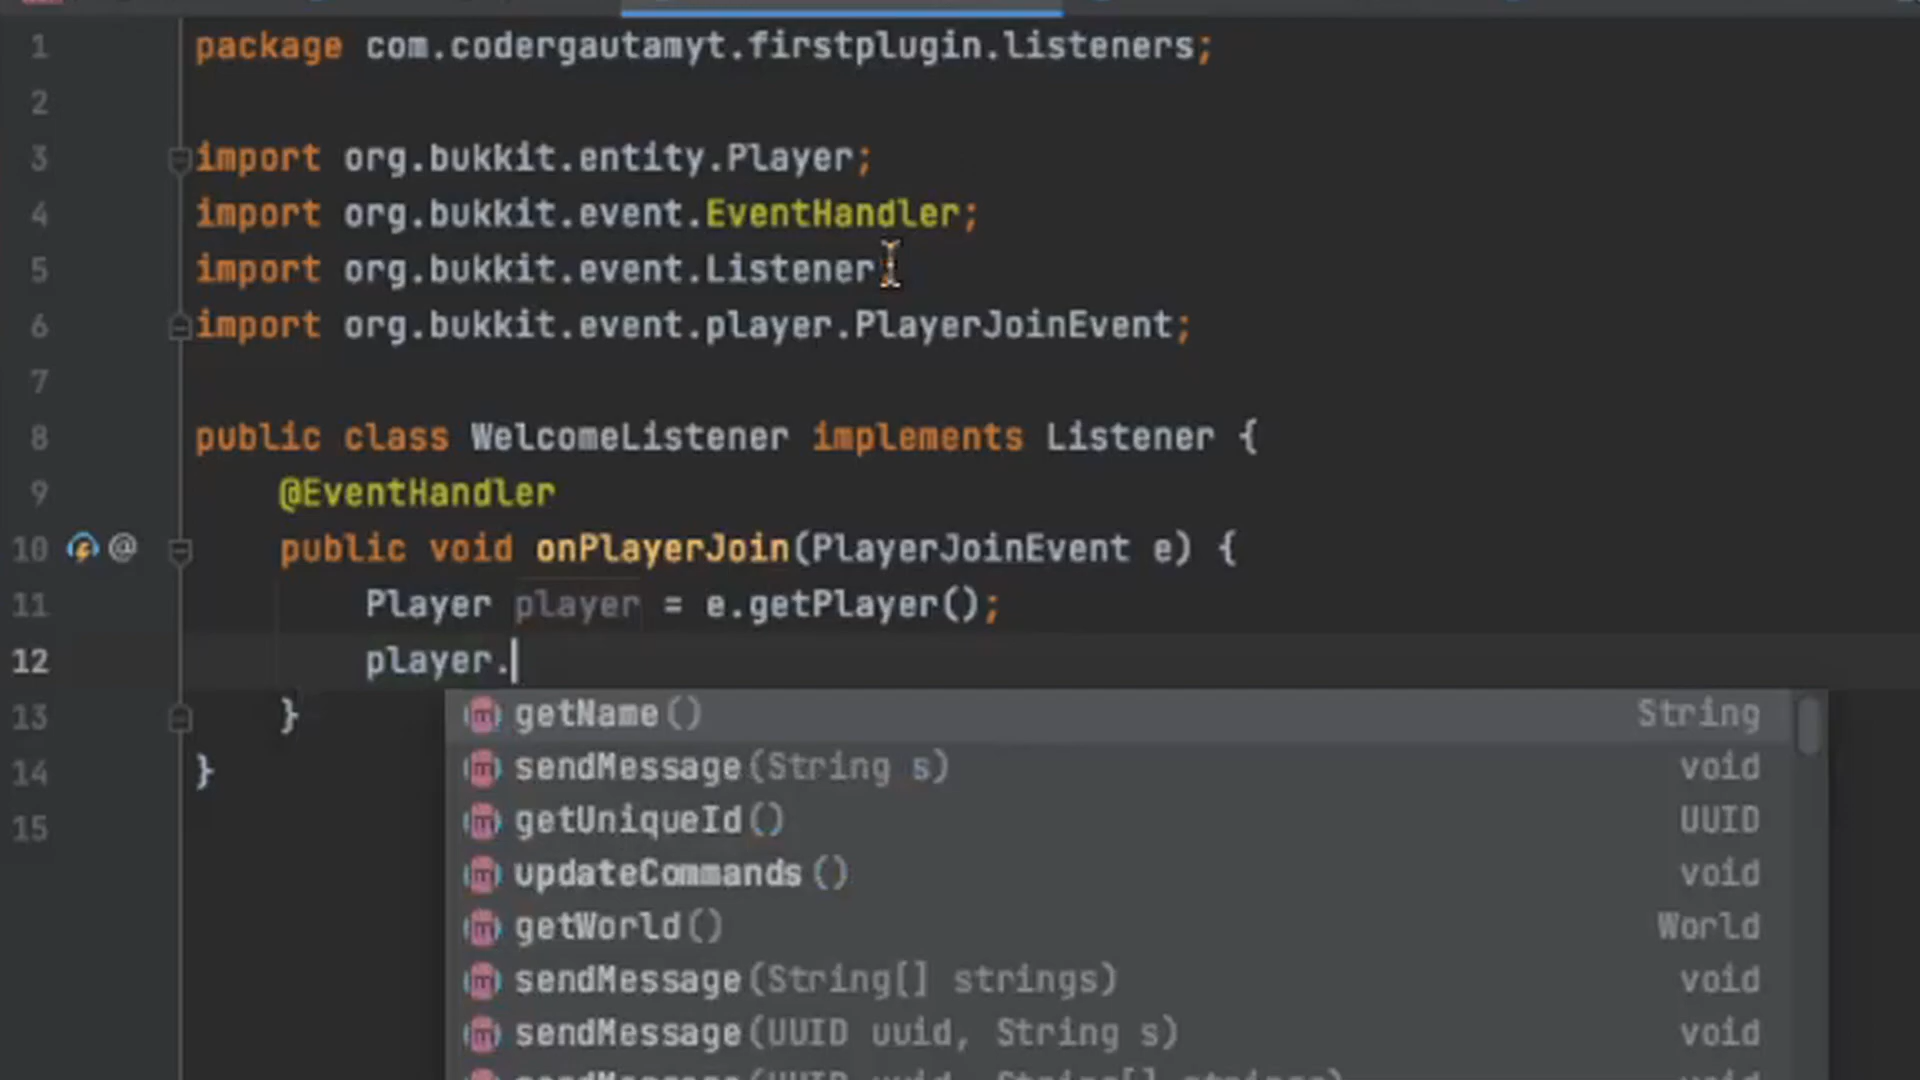 1 package com.codergautamyt.firstplugin.listeners;
2
3 import org.bukkit.entity.Player;
4 import org.bukkit.event.EventHandler;
5 import org.bukkit.event.Listener;
6 import org.bukkit.event.player.PlayerJoinEvent;
7
8 public class WelcomeListener implements Listener {
9 @EventHandler
10 @ public void onPlayerJoin(PlayerJoinEvent e) {
11 Player player = e.getPlayer();
12 player.
13 }
14 }
15
m getName() String
m sendMessage(String s) void
m getUniqueId() UUID
m updateCommands() void
m getWorld() World
m sendMessage(String[] strings) void
m sendMessage(UUID uuid, String s) void